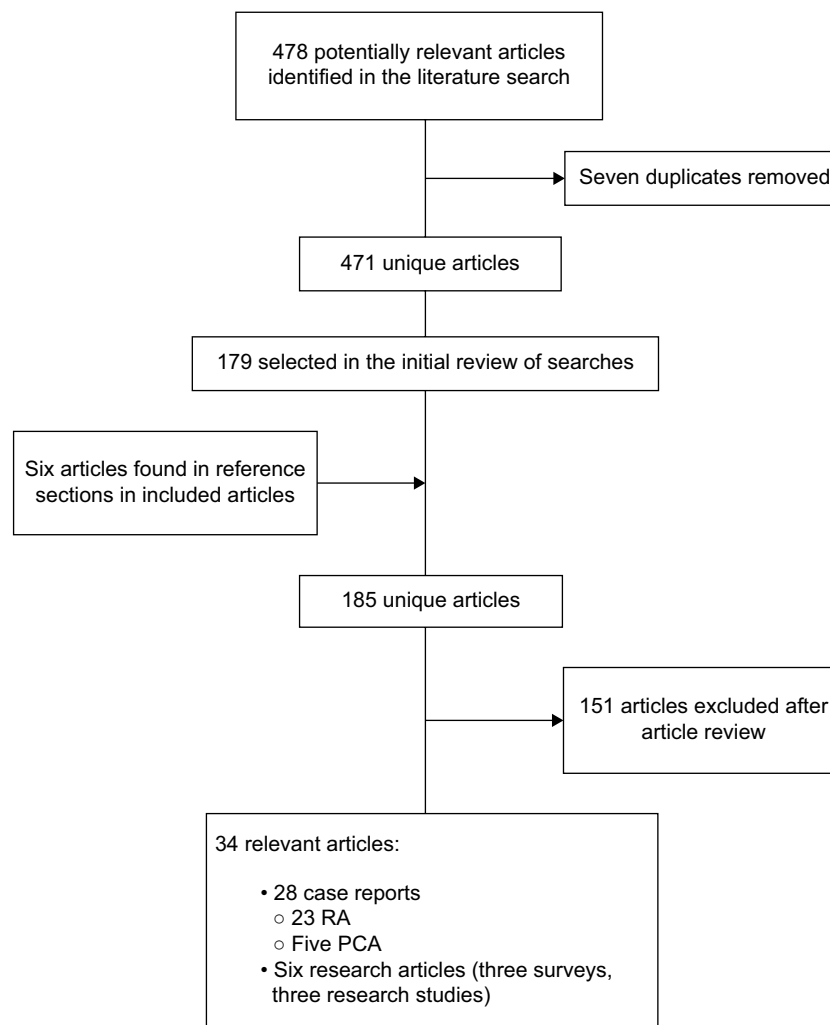 478 potentially relevant articles
identified in the literature search
Seven duplicates removed
471 unique articles
179 selected in the initial review of searches
Six articles found in reference
sections in included articles
185 unique articles
151 articles excluded after
article review
34 relevant articles:
• 28 case reports
○ 23 RA
○ Five PCA
• Six research articles (three surveys,
three research studies)